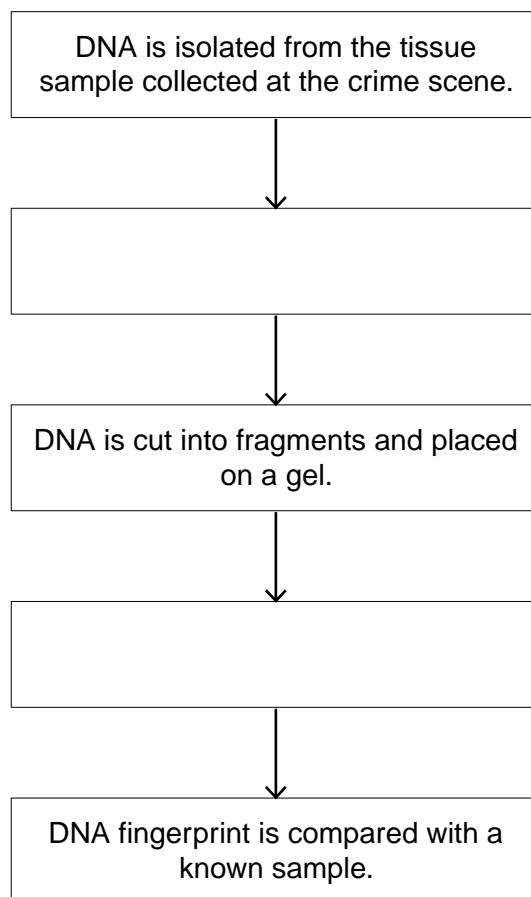 DNA is isolated from the tissue
sample collected at the crime scene.
DNA is cut into fragments and placed
on a gel.
DNA fingerprint is compared with a
known sample.